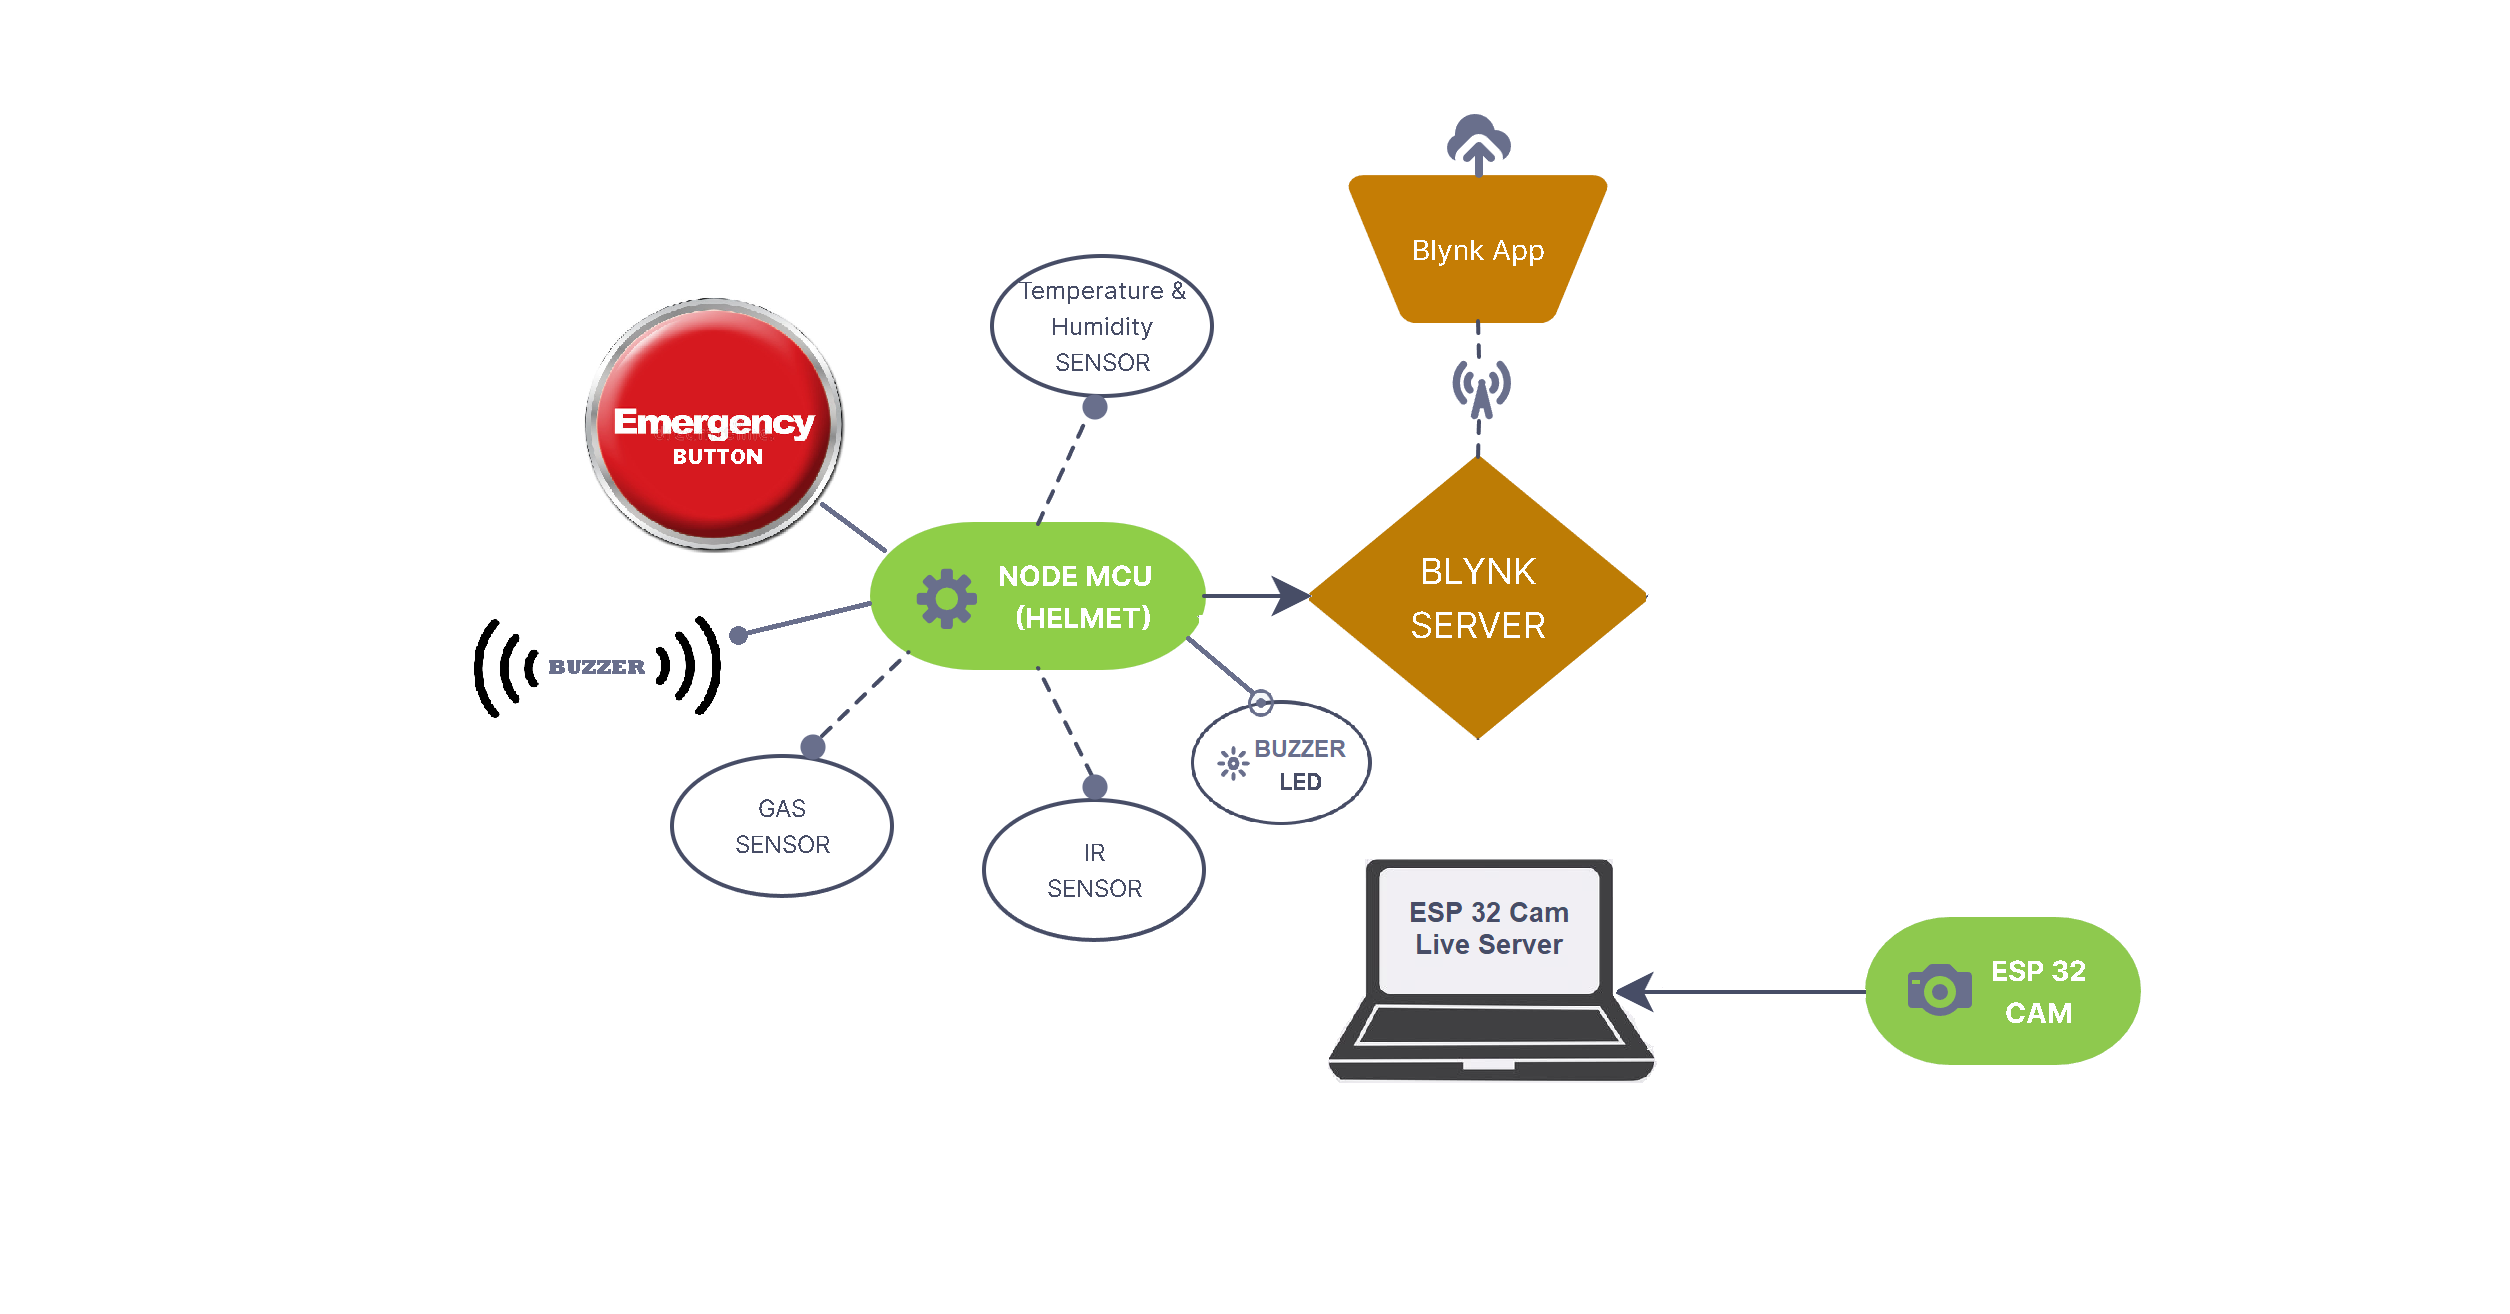 Blynk App
Temperature &
Humidity
SENSOR
Emergency
BUTTON
NODE MCU
(HELMET)
BLYNK
SERVER
BUZZER
BUZZER
LED
GAS
SENSOR
IR
SENSOR
ESP 32 Cam
Live Server
ESP 32
CAM